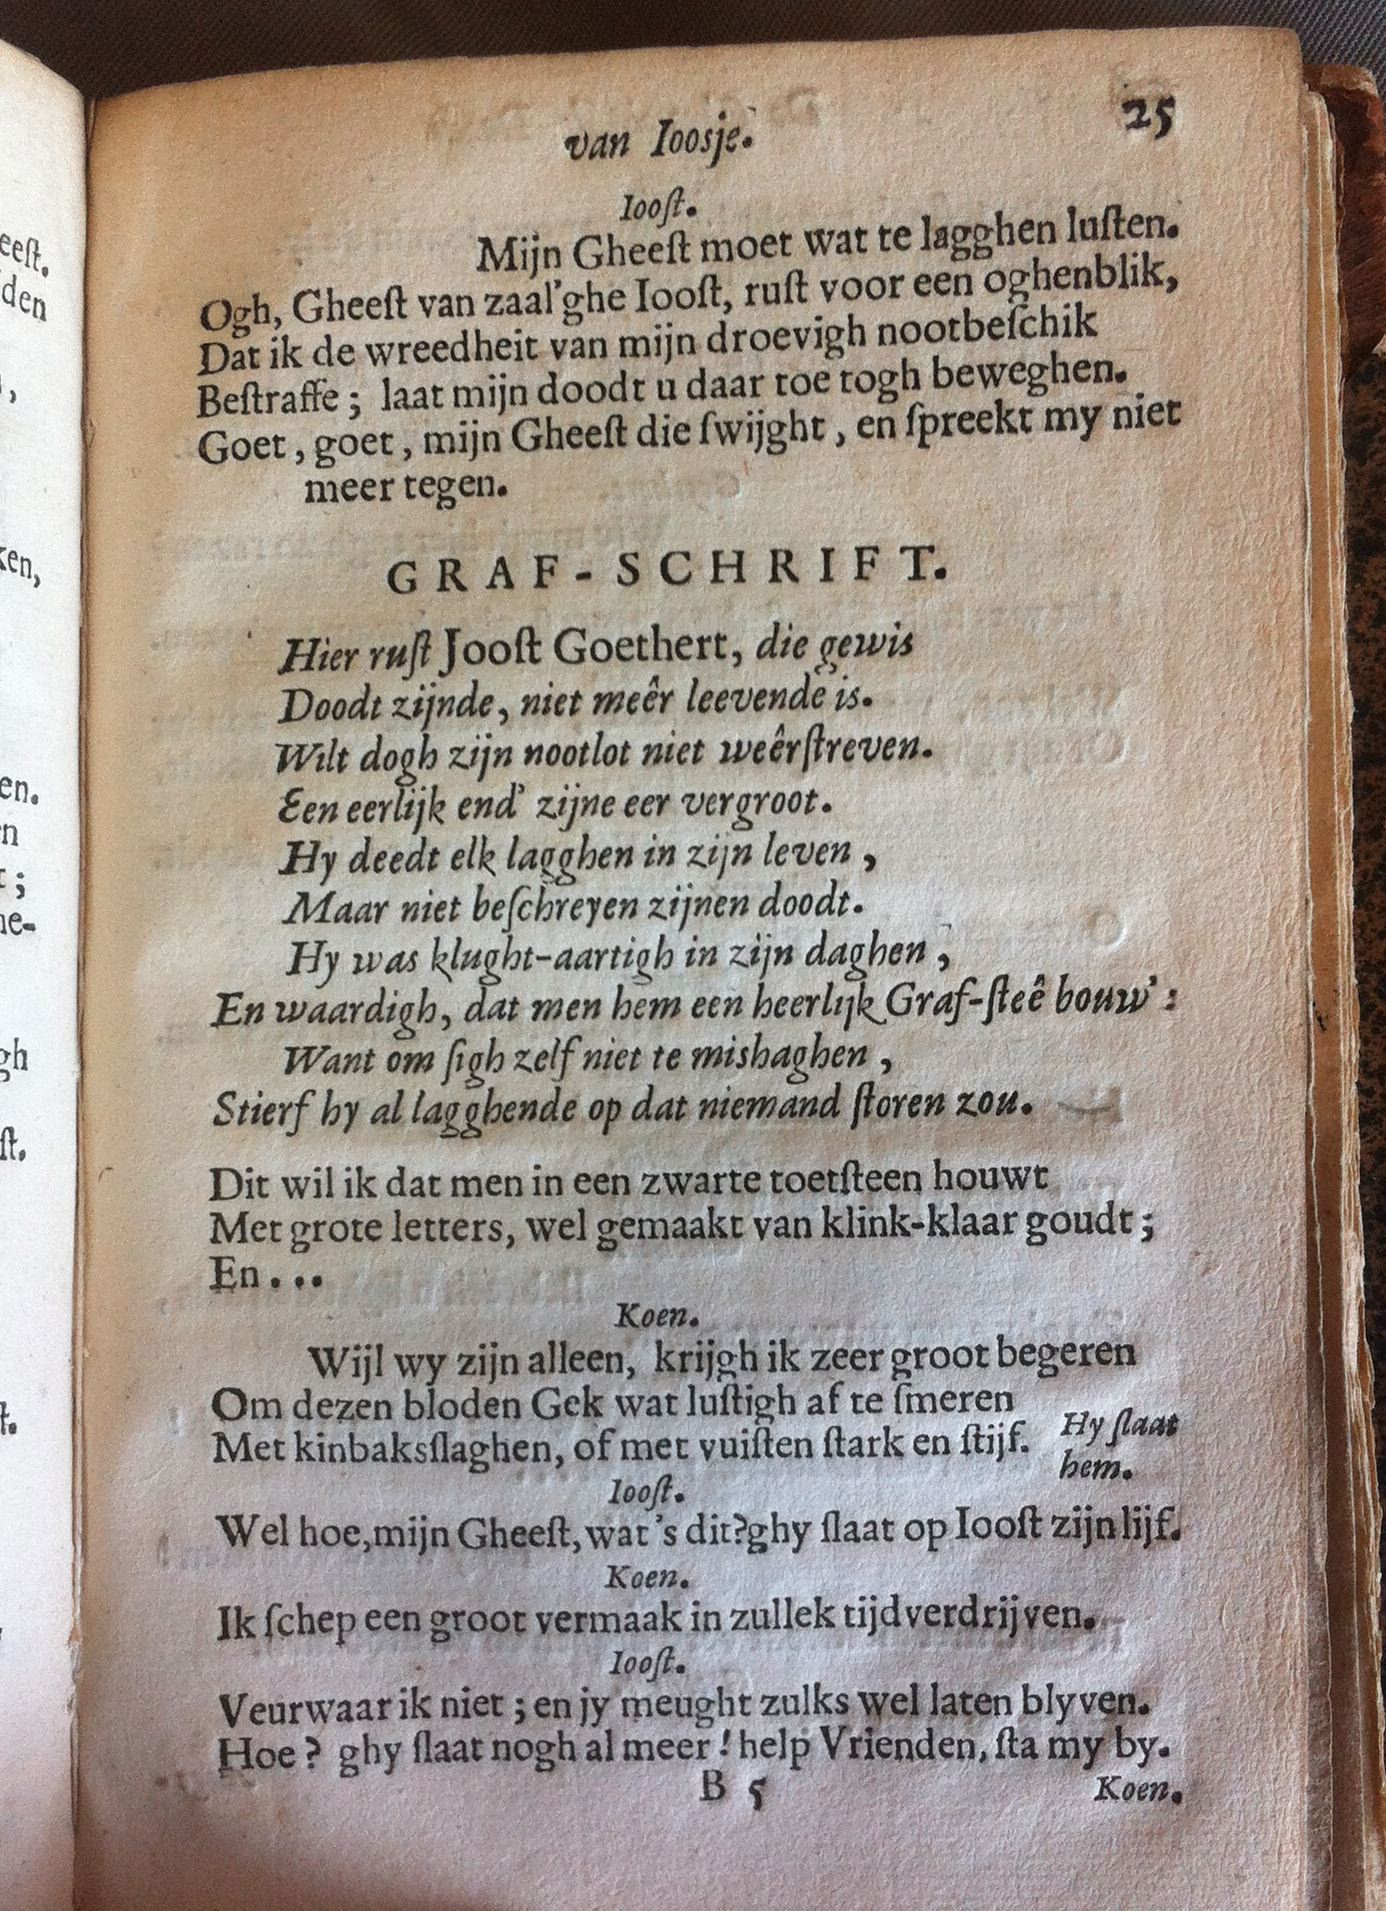 eeſt.
den
,
ken,
en.
n
;
ne-
gh
ſt.
t.
van Ioosje.
25
Iooſt.
Mijn Gheeſt moet wat te lagghen luſten.
Ogh, Gheeſt van zaal'ghe Iooſt, ruſt voor een oghenblik,
Dat ik de wreedheit van mijn droevigh nootbeſchik
Beſtraffe; laat mijn doodt u daar toe togh beweghen.
Goet, goet, mijn Gheeſt die ſwijght, en ſpreekt my niet
meer tegen.
GRAF-SCHRIFT.
Hier ruſt Jooſt Goethert, die gewis
Doodt zijnde, niet meêr leevende is.
Wilt dogh zijn nootlot niet weêrſtreven.
Een eerlijk end' zijne eer vergroot.
Hy deedt elk lagghen in zijn leven,
Maar niet beſchreyen zijnen doodt.
Hy was klught-aartigh in zijn daghen,
En waardigh, dat men hem een heerlijk Graf-ſteê bouw':
Want om ſigh zelf niet te mishaghen,
Stierf hy al lagghende op dat niemand ſtoren zou.
Dit wil ik dat men in een zwarte toetſteen houwt
Met grote letters, wel gemaakt van klink-klaar goudt;
En...
Koen.
Wijl wy zijn alleen, krijgh ik zeer groot begeren
Om dezen bloden Gek wat luſtigh af te ſmeren
Met kinbaksſlaghen, of met vuiſten ſtark en ſtijf.
Hy ſlaat
hem.
Iooſt.
Wel hoe, mijn Gheeſt, wat's dit? ghy ſlaat op Iooſt zijn lijf.
Koen.
Ik ſchep een groot vermaak in zullek tijdverdrijven.
Iooſt.
Veurwaar ik niet; en jy meught zulks wel laten blyven.
Hoe? ghy ſlaat nogh al meer! help Vrienden, ſta my by.
B 5
Koen.